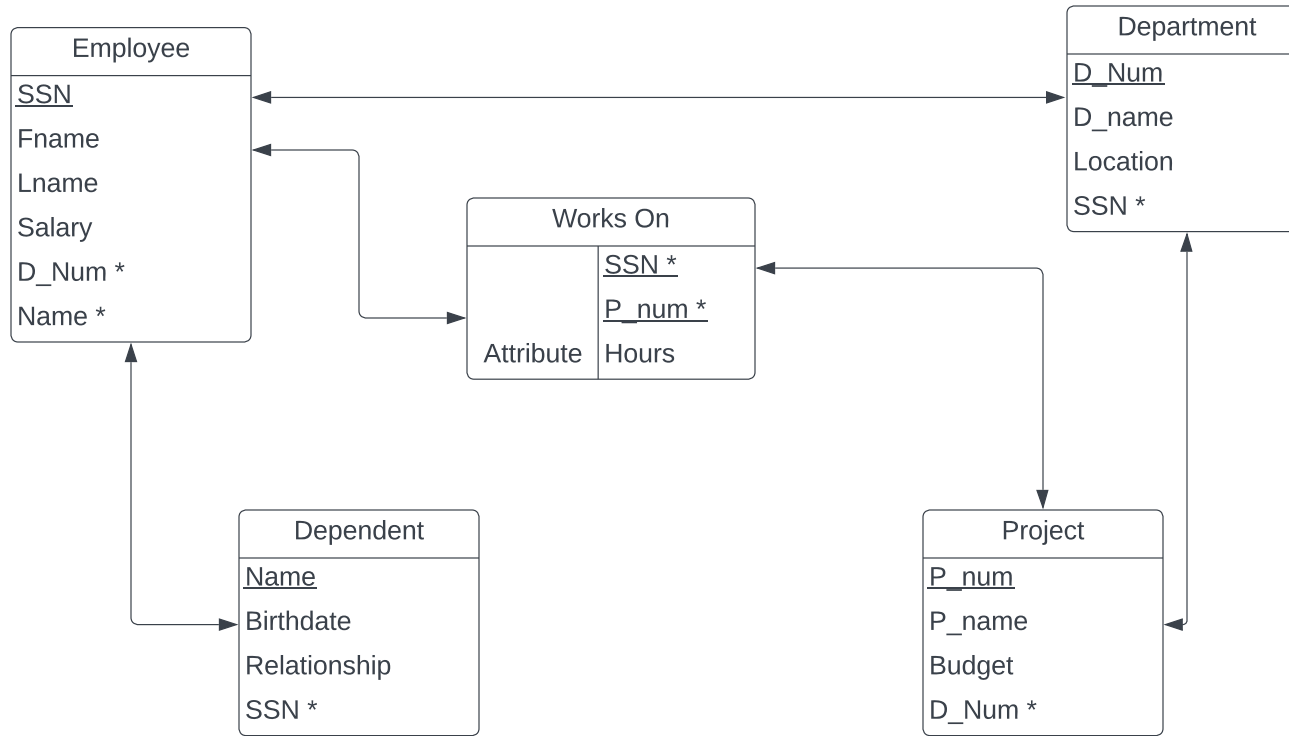 Employee
SSN
Fname
Lname
Salary
D_Num *
Name *
Department
D_Num
D_name
Location
SSN *
Works On
SSN *
P_num *
Attribute Hours
Dependent
Name
Birthdate
Relationship
SSN *
Project
P_num
P_name
Budget
D_Num *